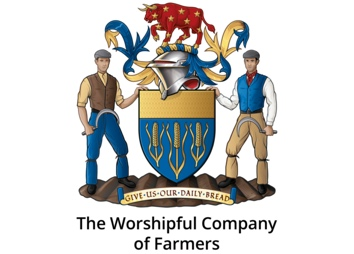 GIVE·US·OUR·DAILY·BREAD
The Worshipful Company
of Farmers